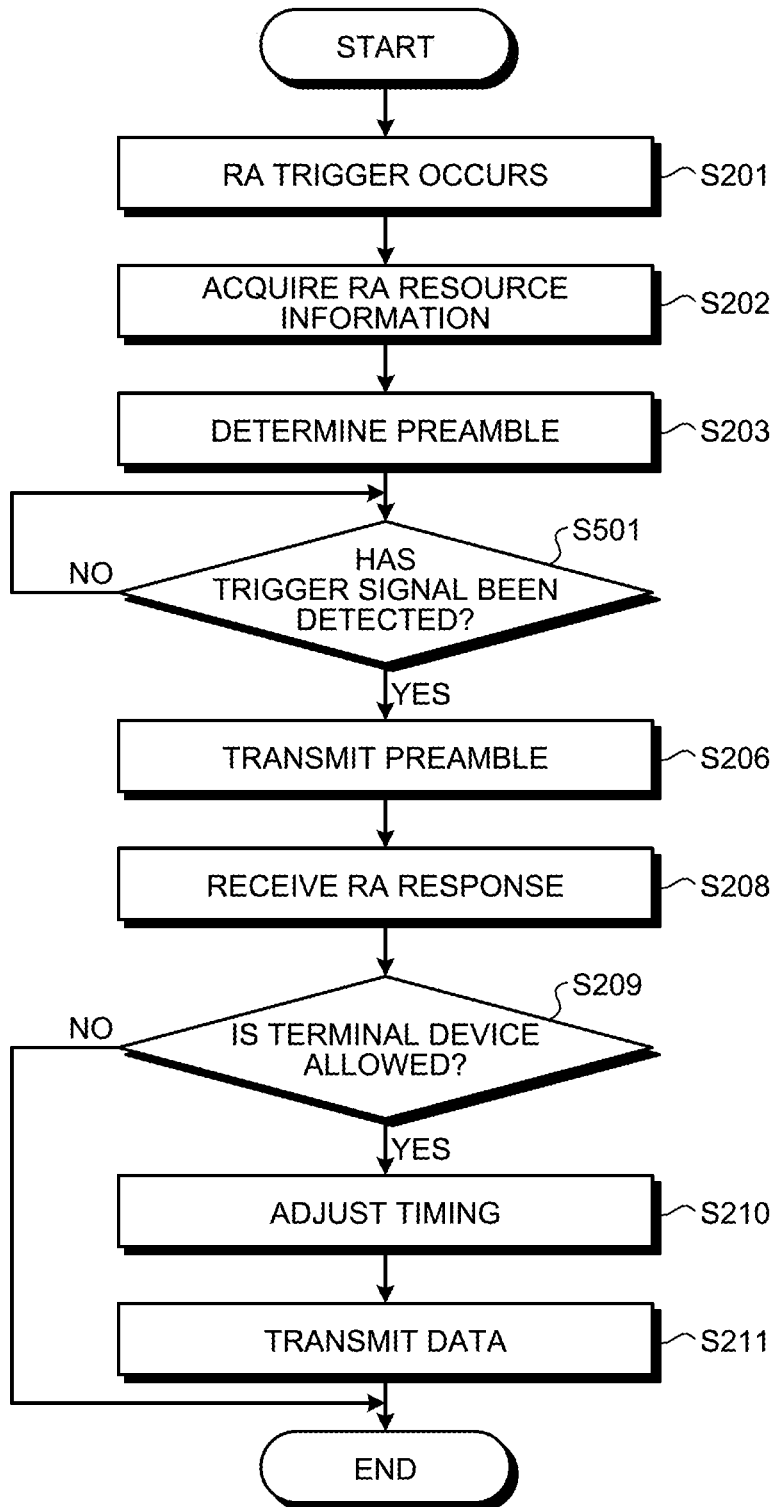 START
RA TRIGGER OCCURS
S201
ACQUIRE RA RESOURCE
INFORMATION
S202
DETERMINE PREAMBLE
S203
S501
HAS
TRIGGER SIGNAL BEEN
DETECTED?
NO
YES
TRANSMIT PREAMBLE
S206
RECEIVE RA RESPONSE
S208
S209
NO
IS TERMINAL DEVICE
ALLOWED?
YES
ADJUST TIMING
S210
TRANSMIT DATA
S211
END